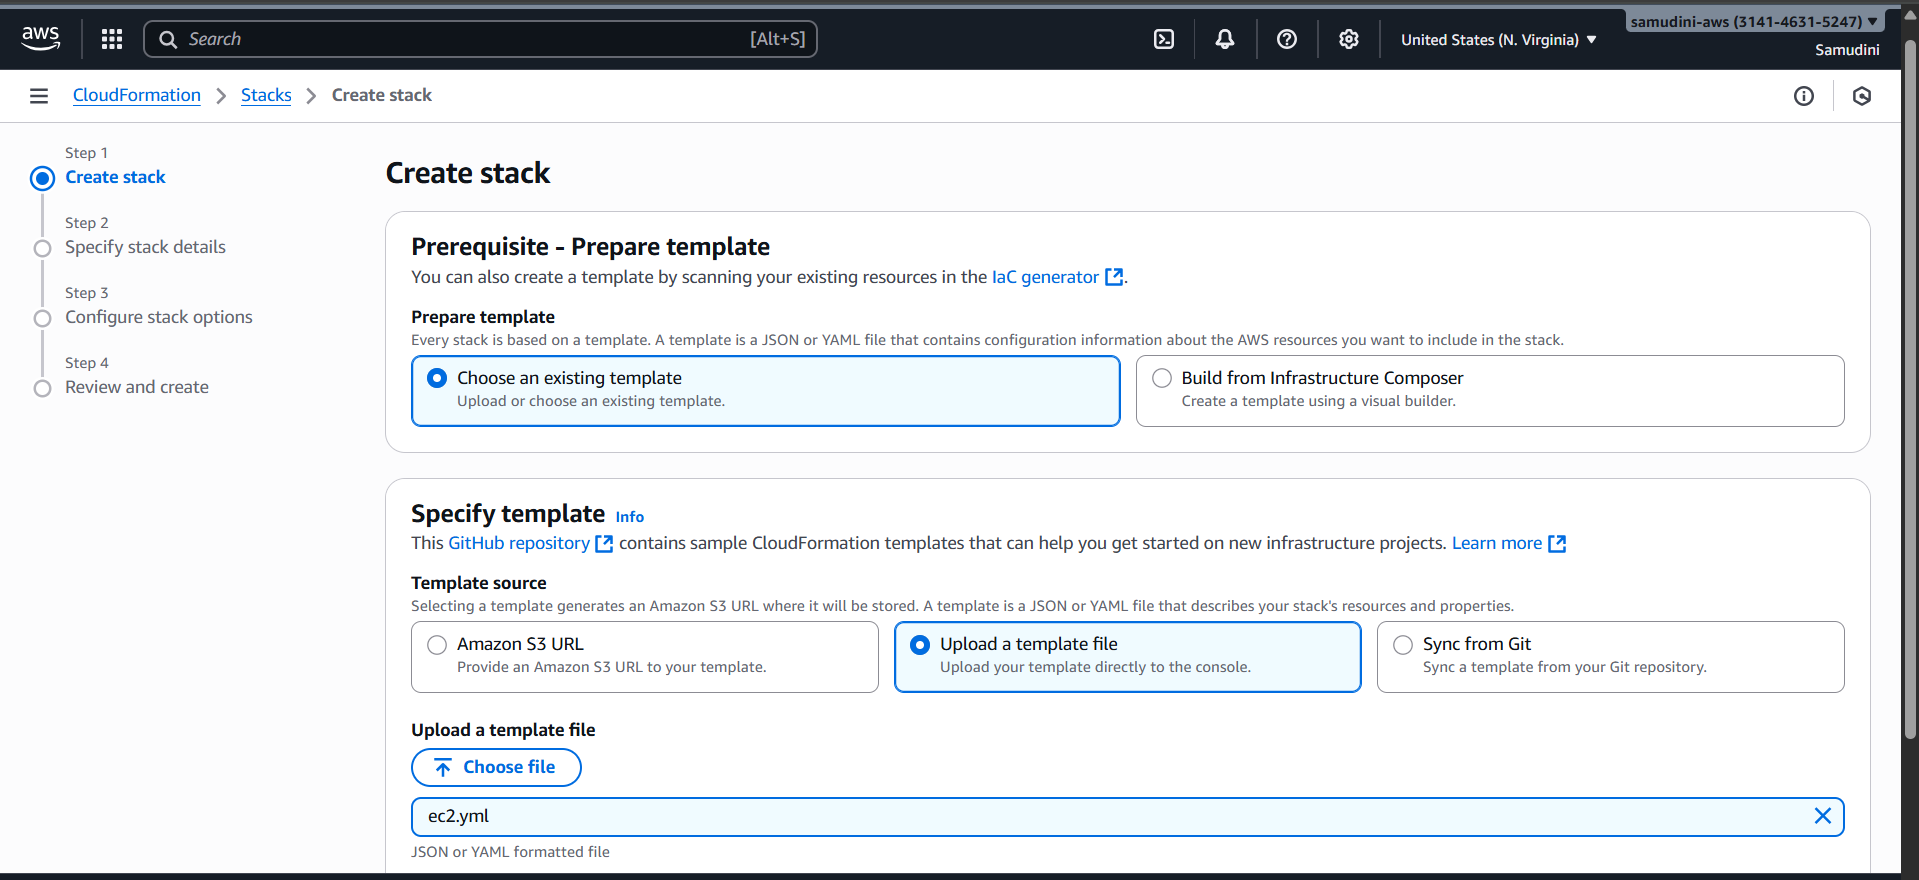 aws
Search [Alt+S]
United States (N. Virginia)
samudini-aws (3141-4631-5247)
Samudini
CloudFormation
Stacks
Create stack
Step 1
Create stack
Step 2
Specify stack details
Step 3
Configure stack options
Step 4
Review and create
Create stack
Prerequisite - Prepare template
You can also create a template by scanning your existing resources in the IaC generator.
Prepare template
Every stack is based on a template. A template is a JSON or YAML file that contains configuration information about the AWS resources you want to include in the stack.
Choose an existing template
Upload or choose an existing template.
Build from Infrastructure Composer
Create a template using a visual builder.
Specify template Info
This GitHub repository contains sample CloudFormation templates that can help you get started on new infrastructure projects. Learn more
Template source
Selecting a template generates an Amazon S3 URL where it will be stored. A template is a JSON or YAML file that describes your stack's resources and properties.
Amazon S3 URL
Provide an Amazon S3 URL to your template.
Upload a template file
Upload your template directly to the console.
Sync from Git
Sync a template from your Git repository.
Upload a template file
Choose file
ec2.yml
JSON or YAML formatted file